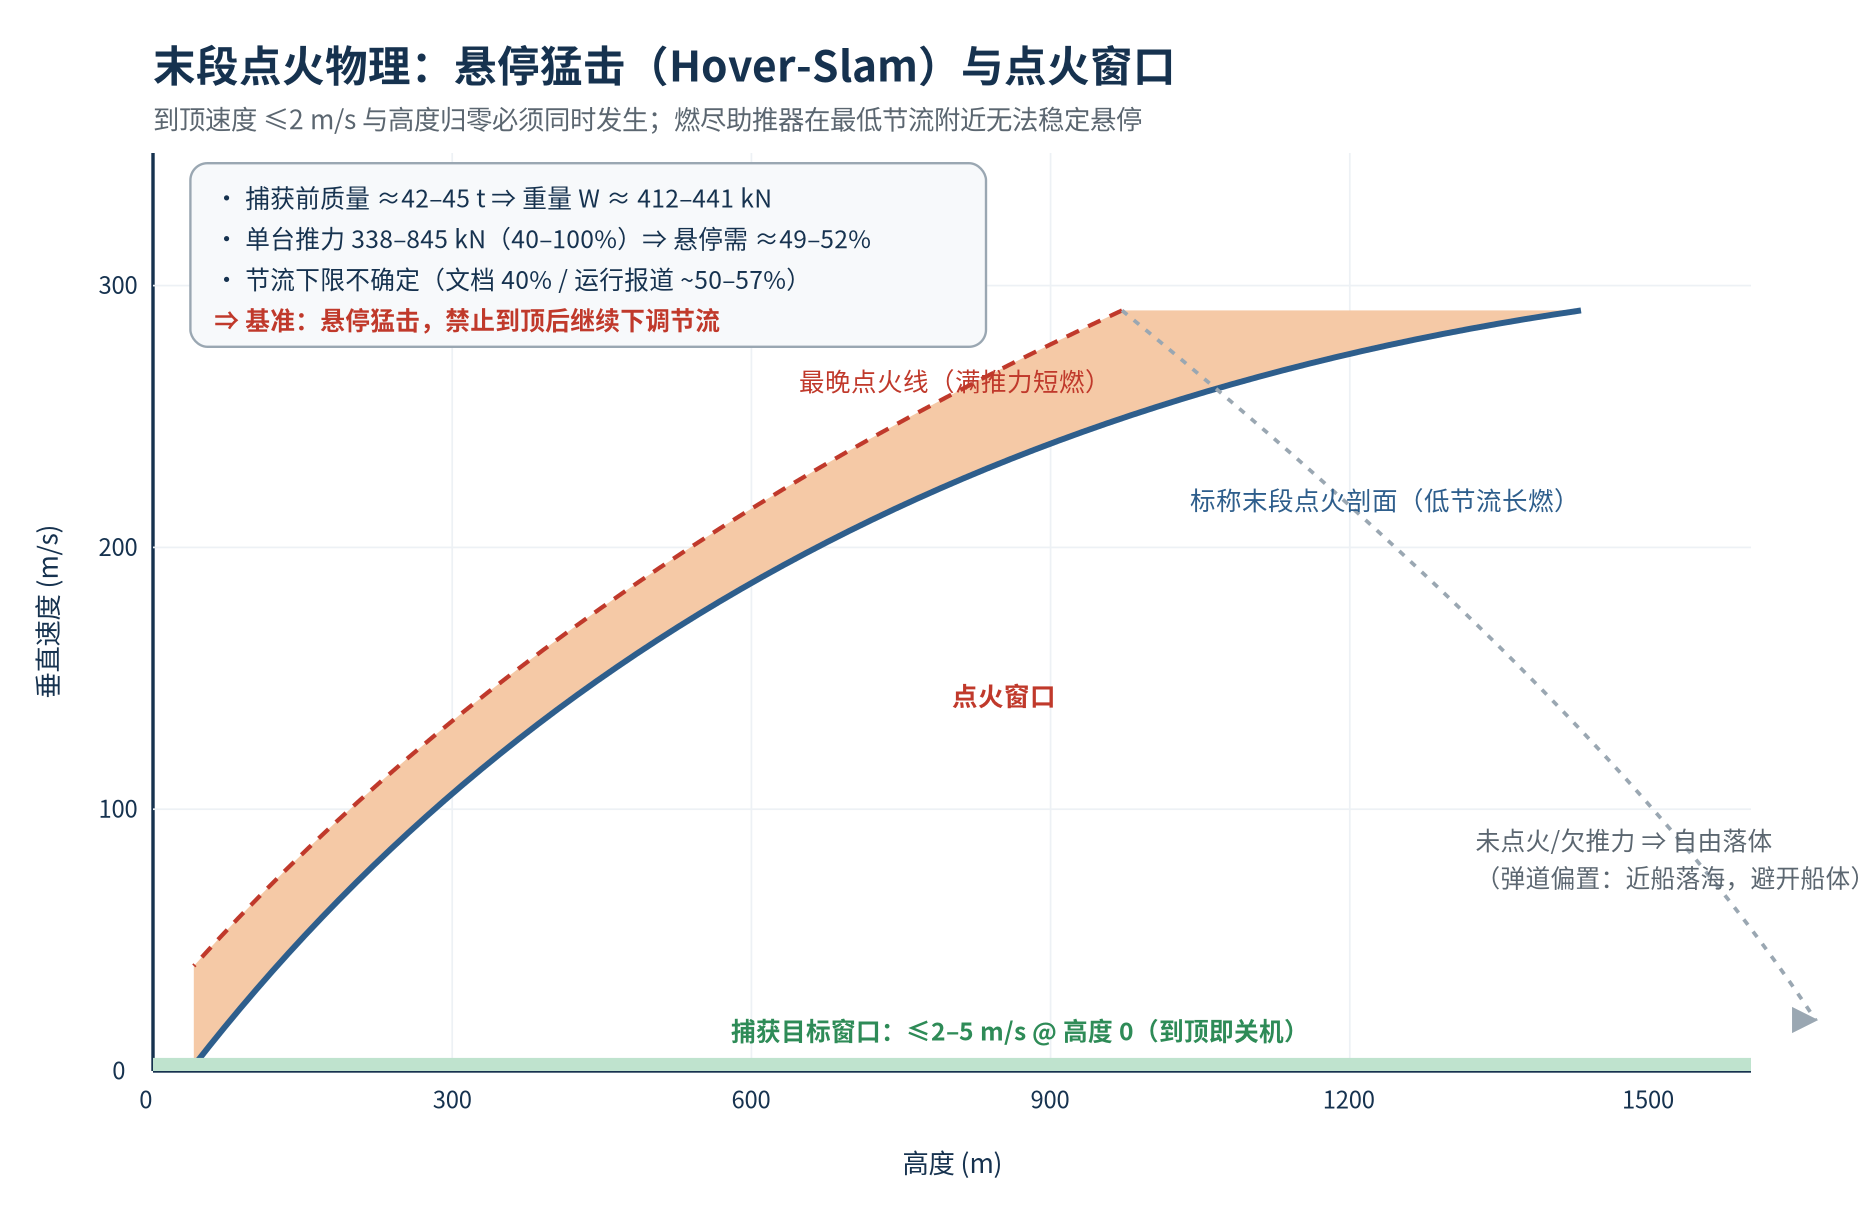 末段点火物理：悬停猛击（Hover-Slam）与点火窗口
到顶速度 ≤2 m/s 与高度归零必须同时发生；燃尽助推器在最低节流附近无法稳定悬停
• 捕获前质量 ≈42–45 t ⇒ 重量 W ≈ 412–441 kN
• 单台推力 338–845 kN（40–100%）⇒ 悬停需 ≈49–52%
• 节流下限不确定（文档 40% / 运行报道 ~50–57%）
⇒ 基准：悬停猛击，禁止到顶后继续下调节流
最晚点火线（满推力短燃）
标称末段点火剖面（低节流长燃）
点火窗口
未点火/欠推力 ⇒ 自由落体
（弹道偏置：近船落海，避开船体）
捕获目标窗口：≤2–5 m/s @ 高度 0（到顶即关机）
垂直速度 (m/s)
300
200
100
0
0
300
600
900
1200
1500
高度 (m)